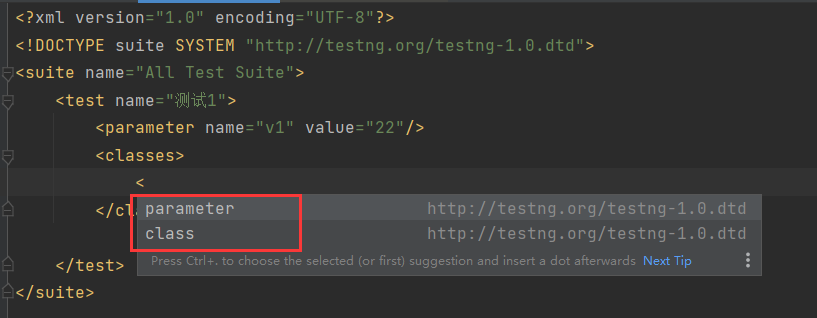 <?xml version="1.0" encoding="UTF-8"?>
<!DOCTYPE suite SYSTEM "http://testng.org/testng-1.0.dtd">
<suite name="All Test Suite">
<test name="测试1">
<parameter name="v1" value="22"/>
<classes>
<
parameter http://testng.org/testng-1.0.dtd
</cl
class http://testng.org/testng-1.0.dtd
Press Ctrl+. to choose the selected (or first) suggestion and insert a dot afterwards Next Tip
</test>
</suite>